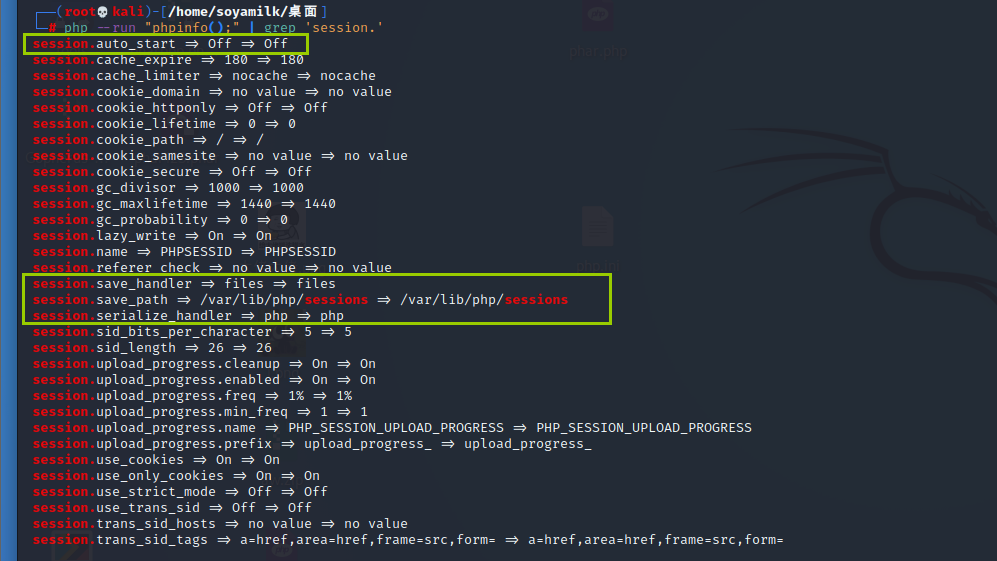 ┌──(root💀kali)-[/home/soyamilk/桌面]
└─# php --run "phpinfo();" | grep 'session.'
session.auto_start => Off => Off
session.cache_expire => 180 => 180
session.cache_limiter => nocache => nocache
session.cookie_domain => no value => no value
session.cookie_httponly => Off => Off
session.cookie_lifetime => 0 => 0
session.cookie_path => / => /
session.cookie_samesite => no value => no value
session.cookie_secure => Off => Off
session.gc_divisor => 1000 => 1000
session.gc_maxlifetime => 1440 => 1440
session.gc_probability => 0 => 0
session.lazy_write => On => On
session.name => PHPSESSID => PHPSESSID
session.referer_check => no value => no value
session.save_handler => files => files
session.save_path => /var/lib/php/sessions => /var/lib/php/sessions
session.serialize_handler => php => php
session.sid_bits_per_character => 5 => 5
session.sid_length => 26 => 26
session.upload_progress.cleanup => On => On
session.upload_progress.enabled => On => On
session.upload_progress.freq => 1% => 1%
session.upload_progress.min_freq => 1 => 1
session.upload_progress.name => PHP_SESSION_UPLOAD_PROGRESS => PHP_SESSION_UPLOAD_PROGRESS
session.upload_progress.prefix => upload_progress_ => upload_progress_
session.use_cookies => On => On
session.use_only_cookies => On => On
session.use_strict_mode => Off => Off
session.use_trans_sid => Off => Off
session.trans_sid_hosts => no value => no value
session.trans_sid_tags => a=href,area=href,frame=src,form= => a=href,area=href,frame=src,form=